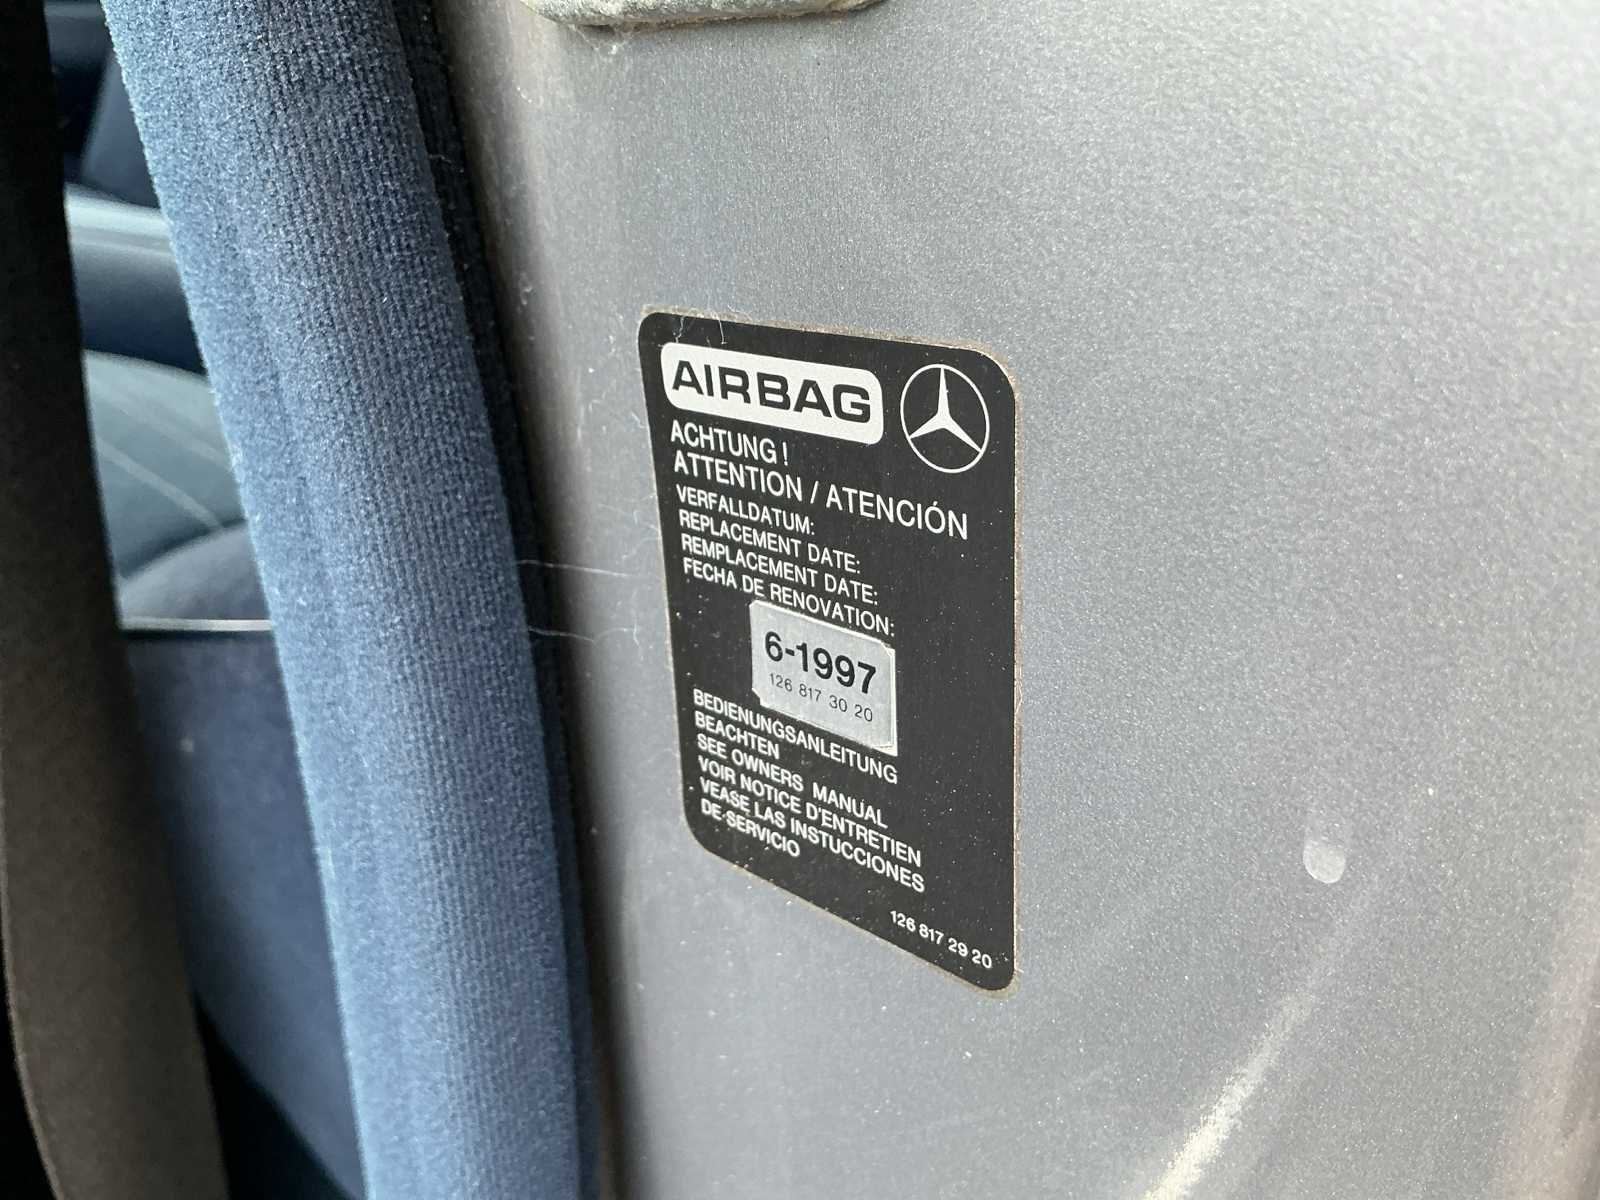 AIRBAG
ACHTUNG!
ATTENTION / ATENCIÓN
VERFALLDATUM:
REPLACEMENT DATE:
REMPLACEMENT DATE:
FECHA DE RENOVATION:
6-1997
126 817 30 20
BEDIENUNGSANLEITUNG
BEACHTEN
SEE OWNERS MANUAL
VOIR NOTICE D'ENTRETIEN
VEASE LAS INSTUCCIONES
DE SERVICIO
126 817 29 20